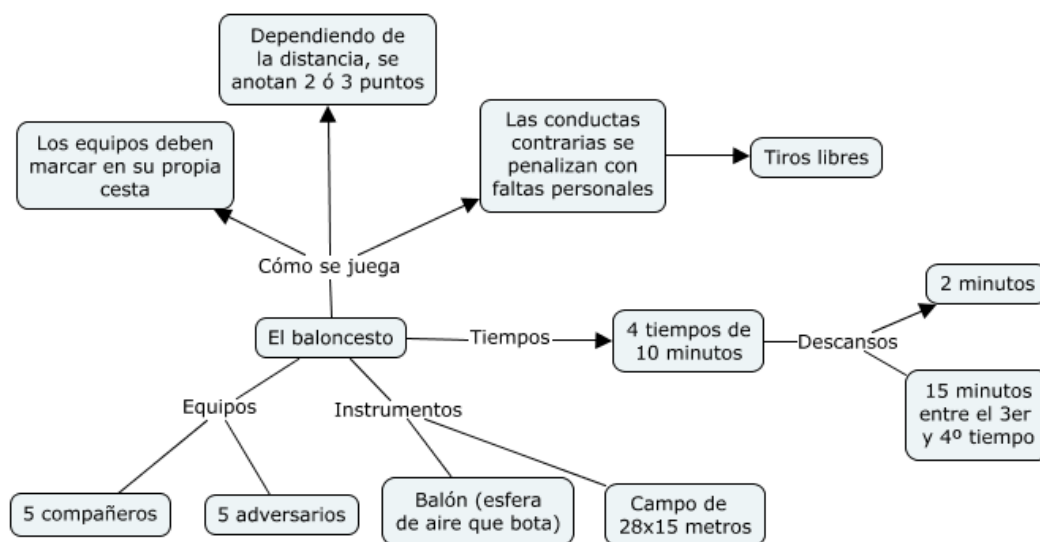 Dependiendo de
la distancia, se
anotan 2 ó 3 puntos
Los equipos deben
marcar en su propia
cesta
Las conductas
contrarias se
penalizan con
faltas personales
Tiros libres
Cómo se juega
El baloncesto
Tiempos
4 tiempos de
10 minutos
Descansos
2 minutos
15 minutos
entre el 3er
y 4º tiempo
Equipos
Instrumentos
5 compañeros
5 adversarios
Balón (esfera
de aire que bota)
Campo de
28x15 metros